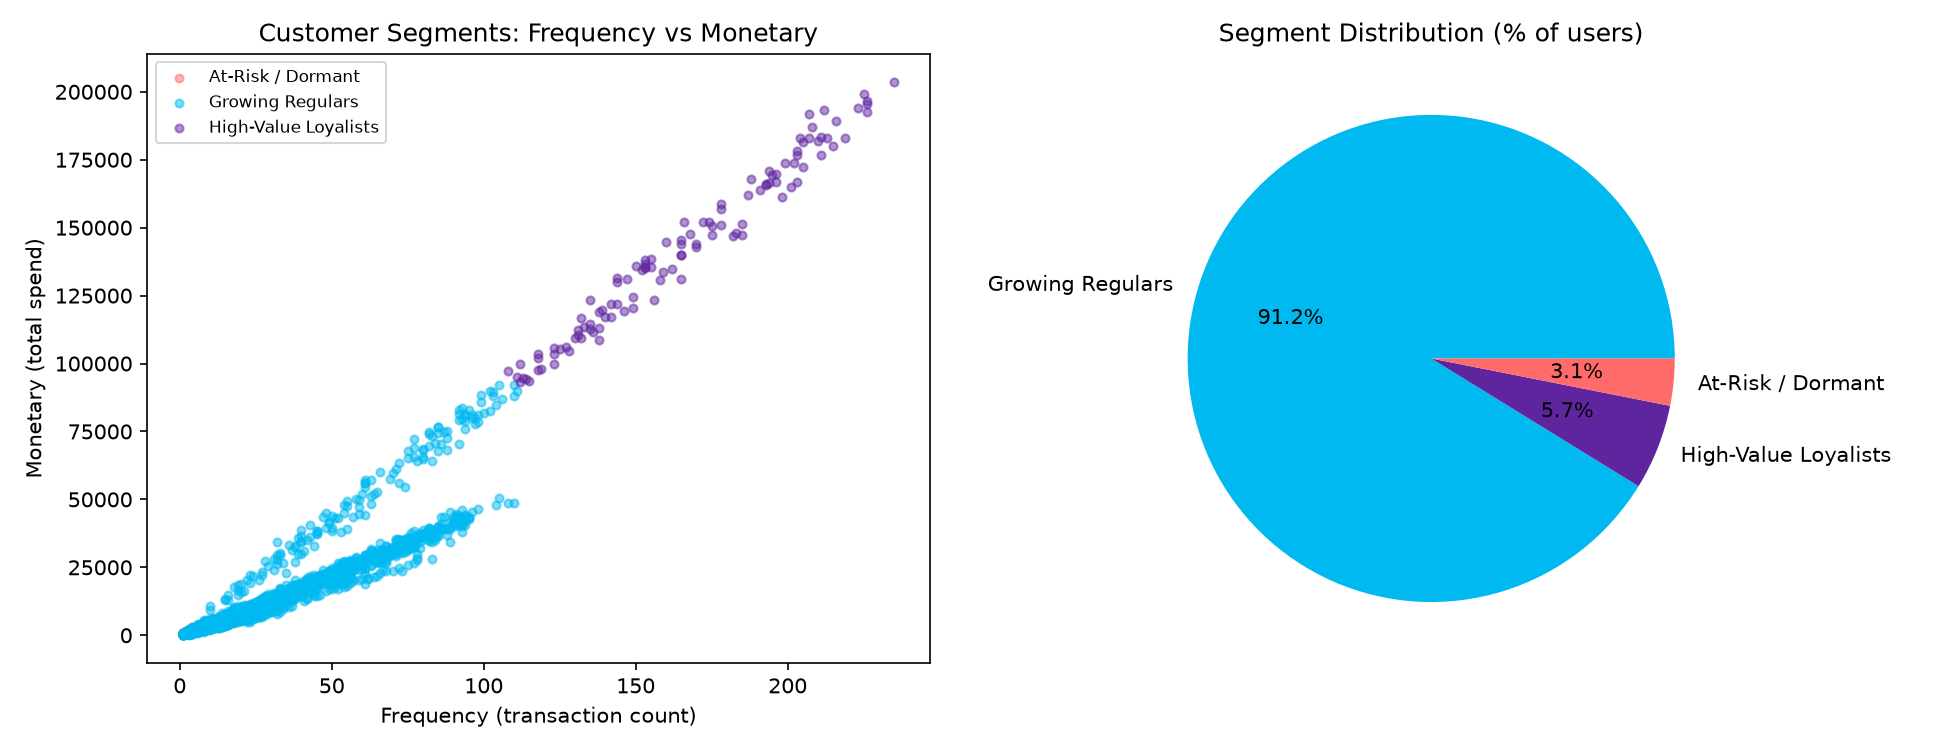 Customer Segments: Frequency vs Monetary
At-Risk / Dormant
Growing Regulars
High-Value Loyalists
200000
175000
150000
125000
100000
75000
50000
25000
0
Monetary (total spend)
0 50 100 150 200
Frequency (transaction count)
Segment Distribution (% of users)
Growing Regulars
91.2%
3.1%
At-Risk / Dormant
5.7%
High-Value Loyalists